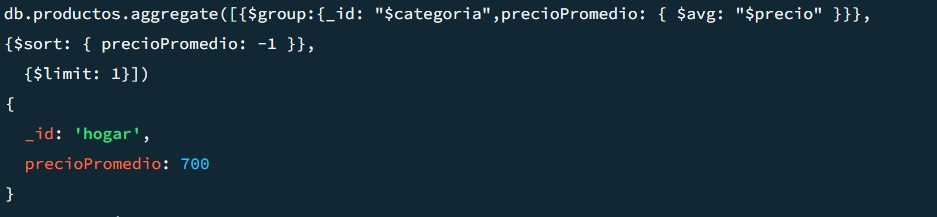 db.productos.aggregate([{$group:{_id: "$categoria",precioPromedio: { $avg: "$precio" }}},
{$sort: { precioPromedio: -1 }},
  {$limit: 1}])
{
  _id: 'hogar',
  precioPromedio: 700
}